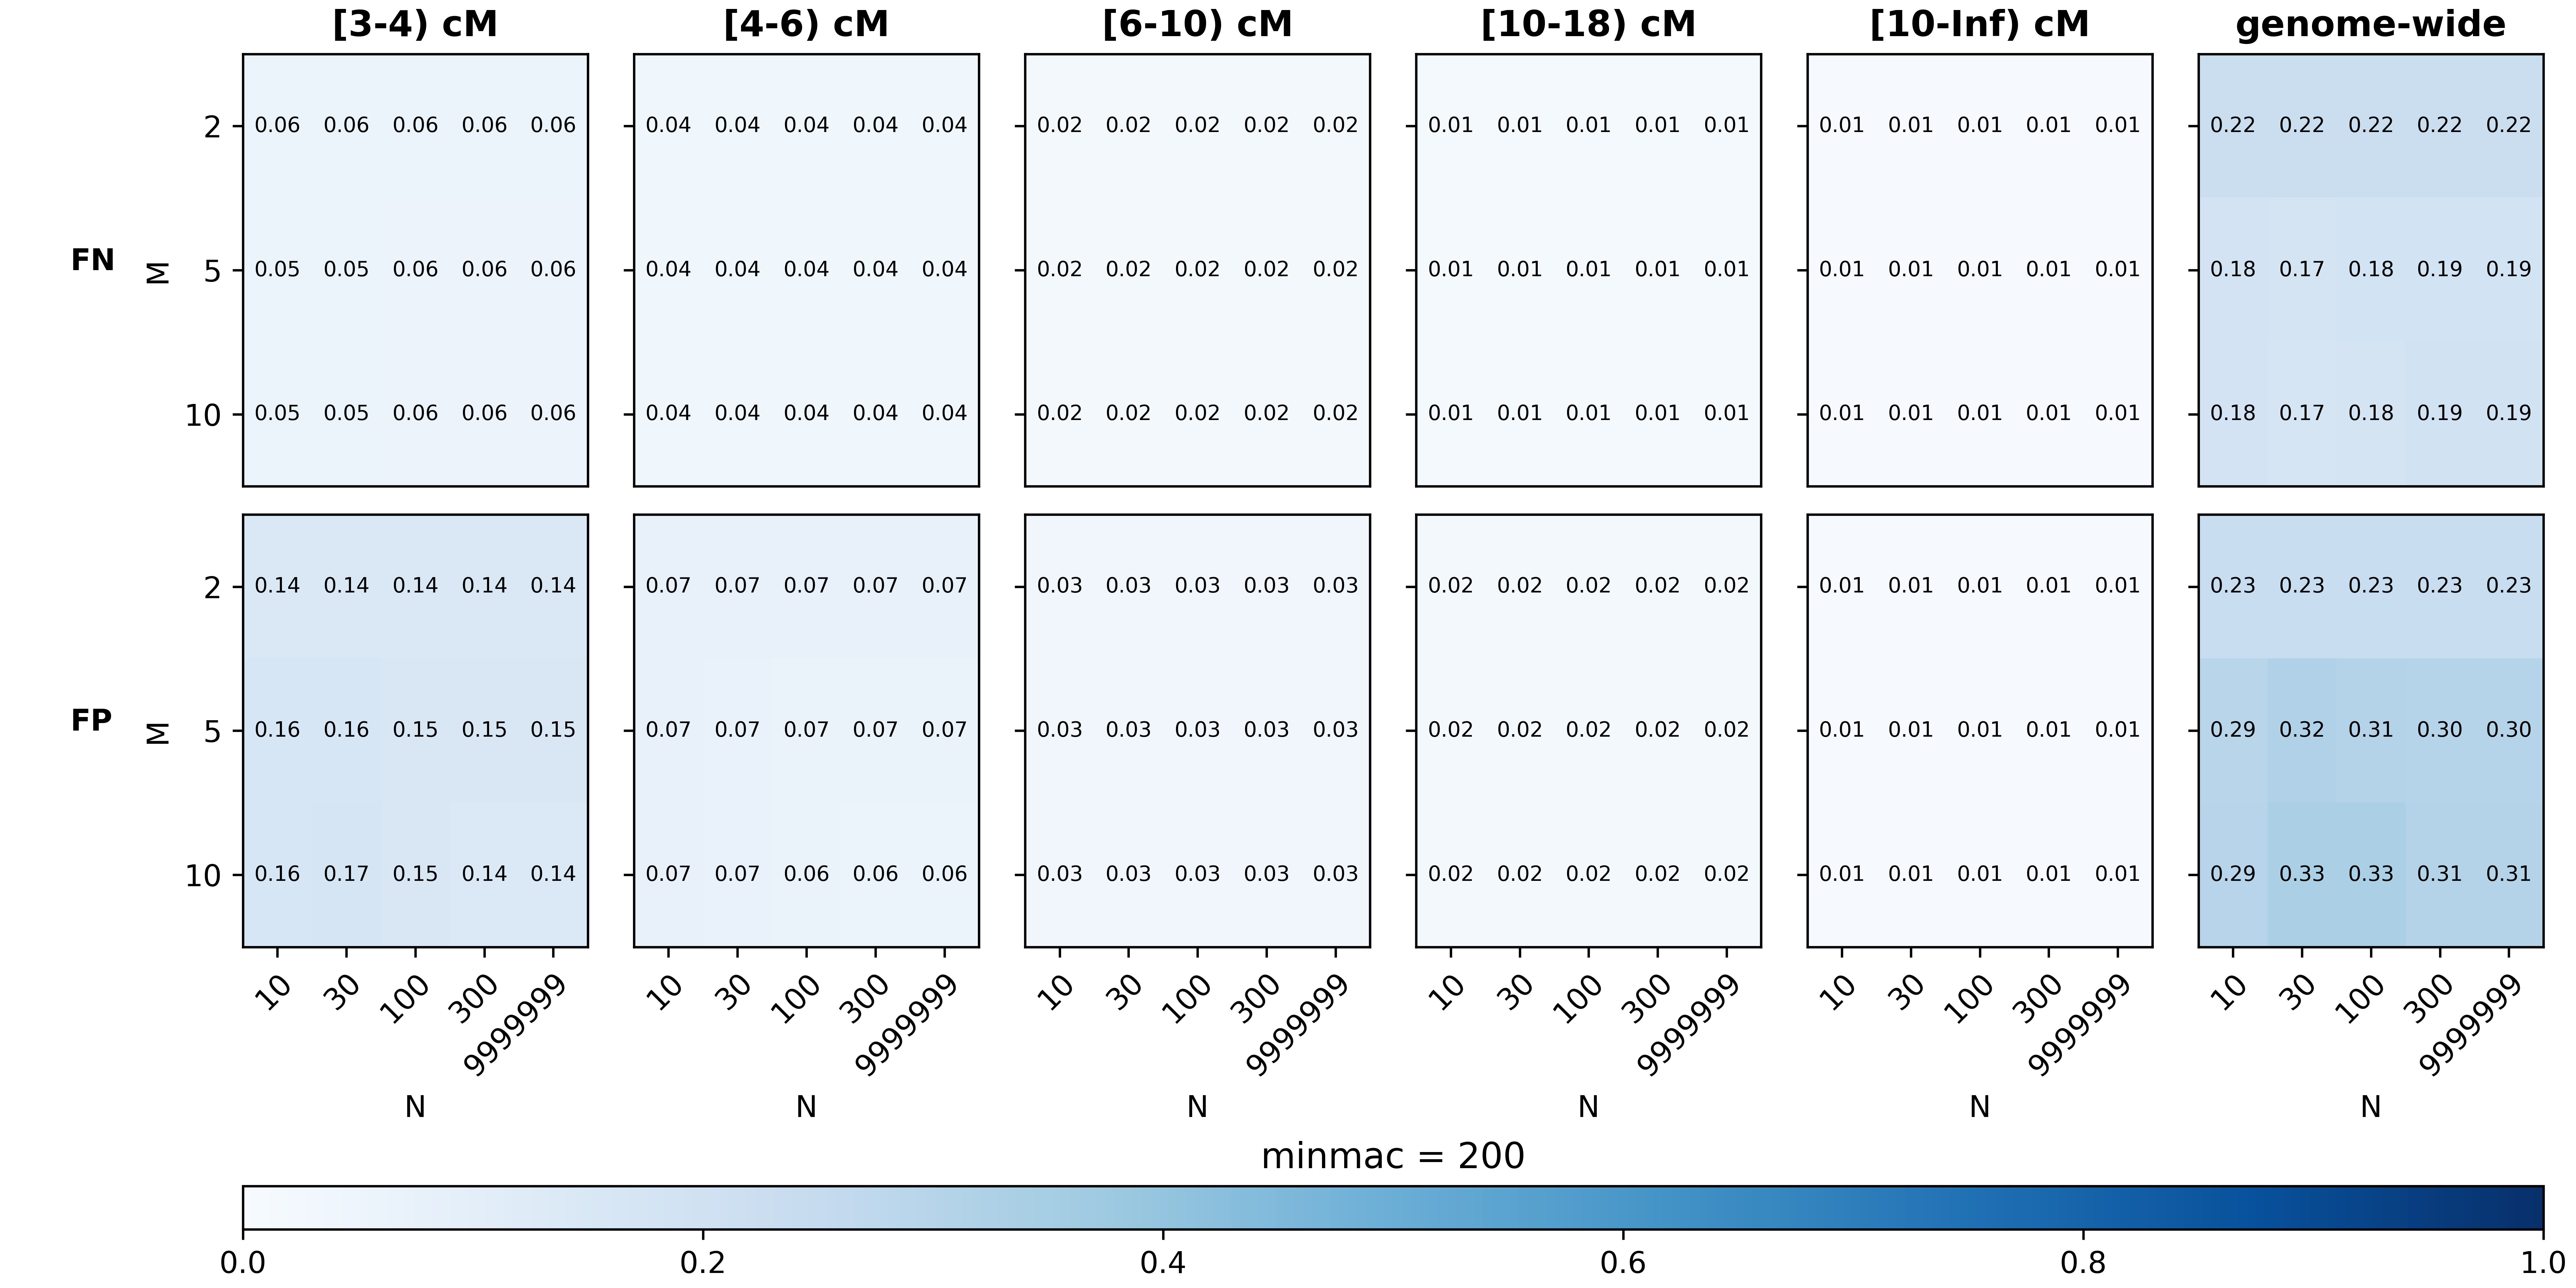 [3-4) cM [4-6) cM [6-10) cM [10-18) cM [10-Inf) cM genome-wide
2 0.06 0.06 0.06 0.06 0.06 0.04 0.04 0.04 0.04 0.04 0.02 0.02 0.02 0.02 0.02 0.01 0.01 0.01 0.01 0.01 0.01 0.01 0.01 0.01 0.01 0.22 0.22 0.22 0.22 0.22
FN M 5 0.05 0.05 0.06 0.06 0.06 0.04 0.04 0.04 0.04 0.04 0.02 0.02 0.02 0.02 0.02 0.01 0.01 0.01 0.01 0.01 0.01 0.01 0.01 0.01 0.01 0.18 0.17 0.18 0.19 0.19
10 0.05 0.05 0.06 0.06 0.06 0.04 0.04 0.04 0.04 0.04 0.02 0.02 0.02 0.02 0.02 0.01 0.01 0.01 0.01 0.01 0.01 0.01 0.01 0.01 0.01 0.18 0.17 0.18 0.19 0.19
2 0.14 0.14 0.14 0.14 0.14 0.07 0.07 0.07 0.07 0.07 0.03 0.03 0.03 0.03 0.03 0.02 0.02 0.02 0.02 0.02 0.01 0.01 0.01 0.01 0.01 0.23 0.23 0.23 0.23 0.23
FP M 5 0.16 0.16 0.15 0.15 0.15 0.07 0.07 0.07 0.07 0.07 0.03 0.03 0.03 0.03 0.03 0.02 0.02 0.02 0.02 0.02 0.01 0.01 0.01 0.01 0.01 0.29 0.32 0.31 0.30 0.30
10 0.16 0.17 0.15 0.14 0.14 0.07 0.07 0.06 0.06 0.06 0.03 0.03 0.03 0.03 0.03 0.02 0.02 0.02 0.02 0.02 0.01 0.01 0.01 0.01 0.01 0.29 0.33 0.33 0.31 0.31
10 30 100 300 99999999 10 30 100 300 99999999 10 30 100 300 99999999 10 30 100 300 99999999 10 30 100 300 99999999 10 30 100 300 99999999
N N N N N N
minmac = 200
0.0 0.2 0.4 0.6 0.8 1.0